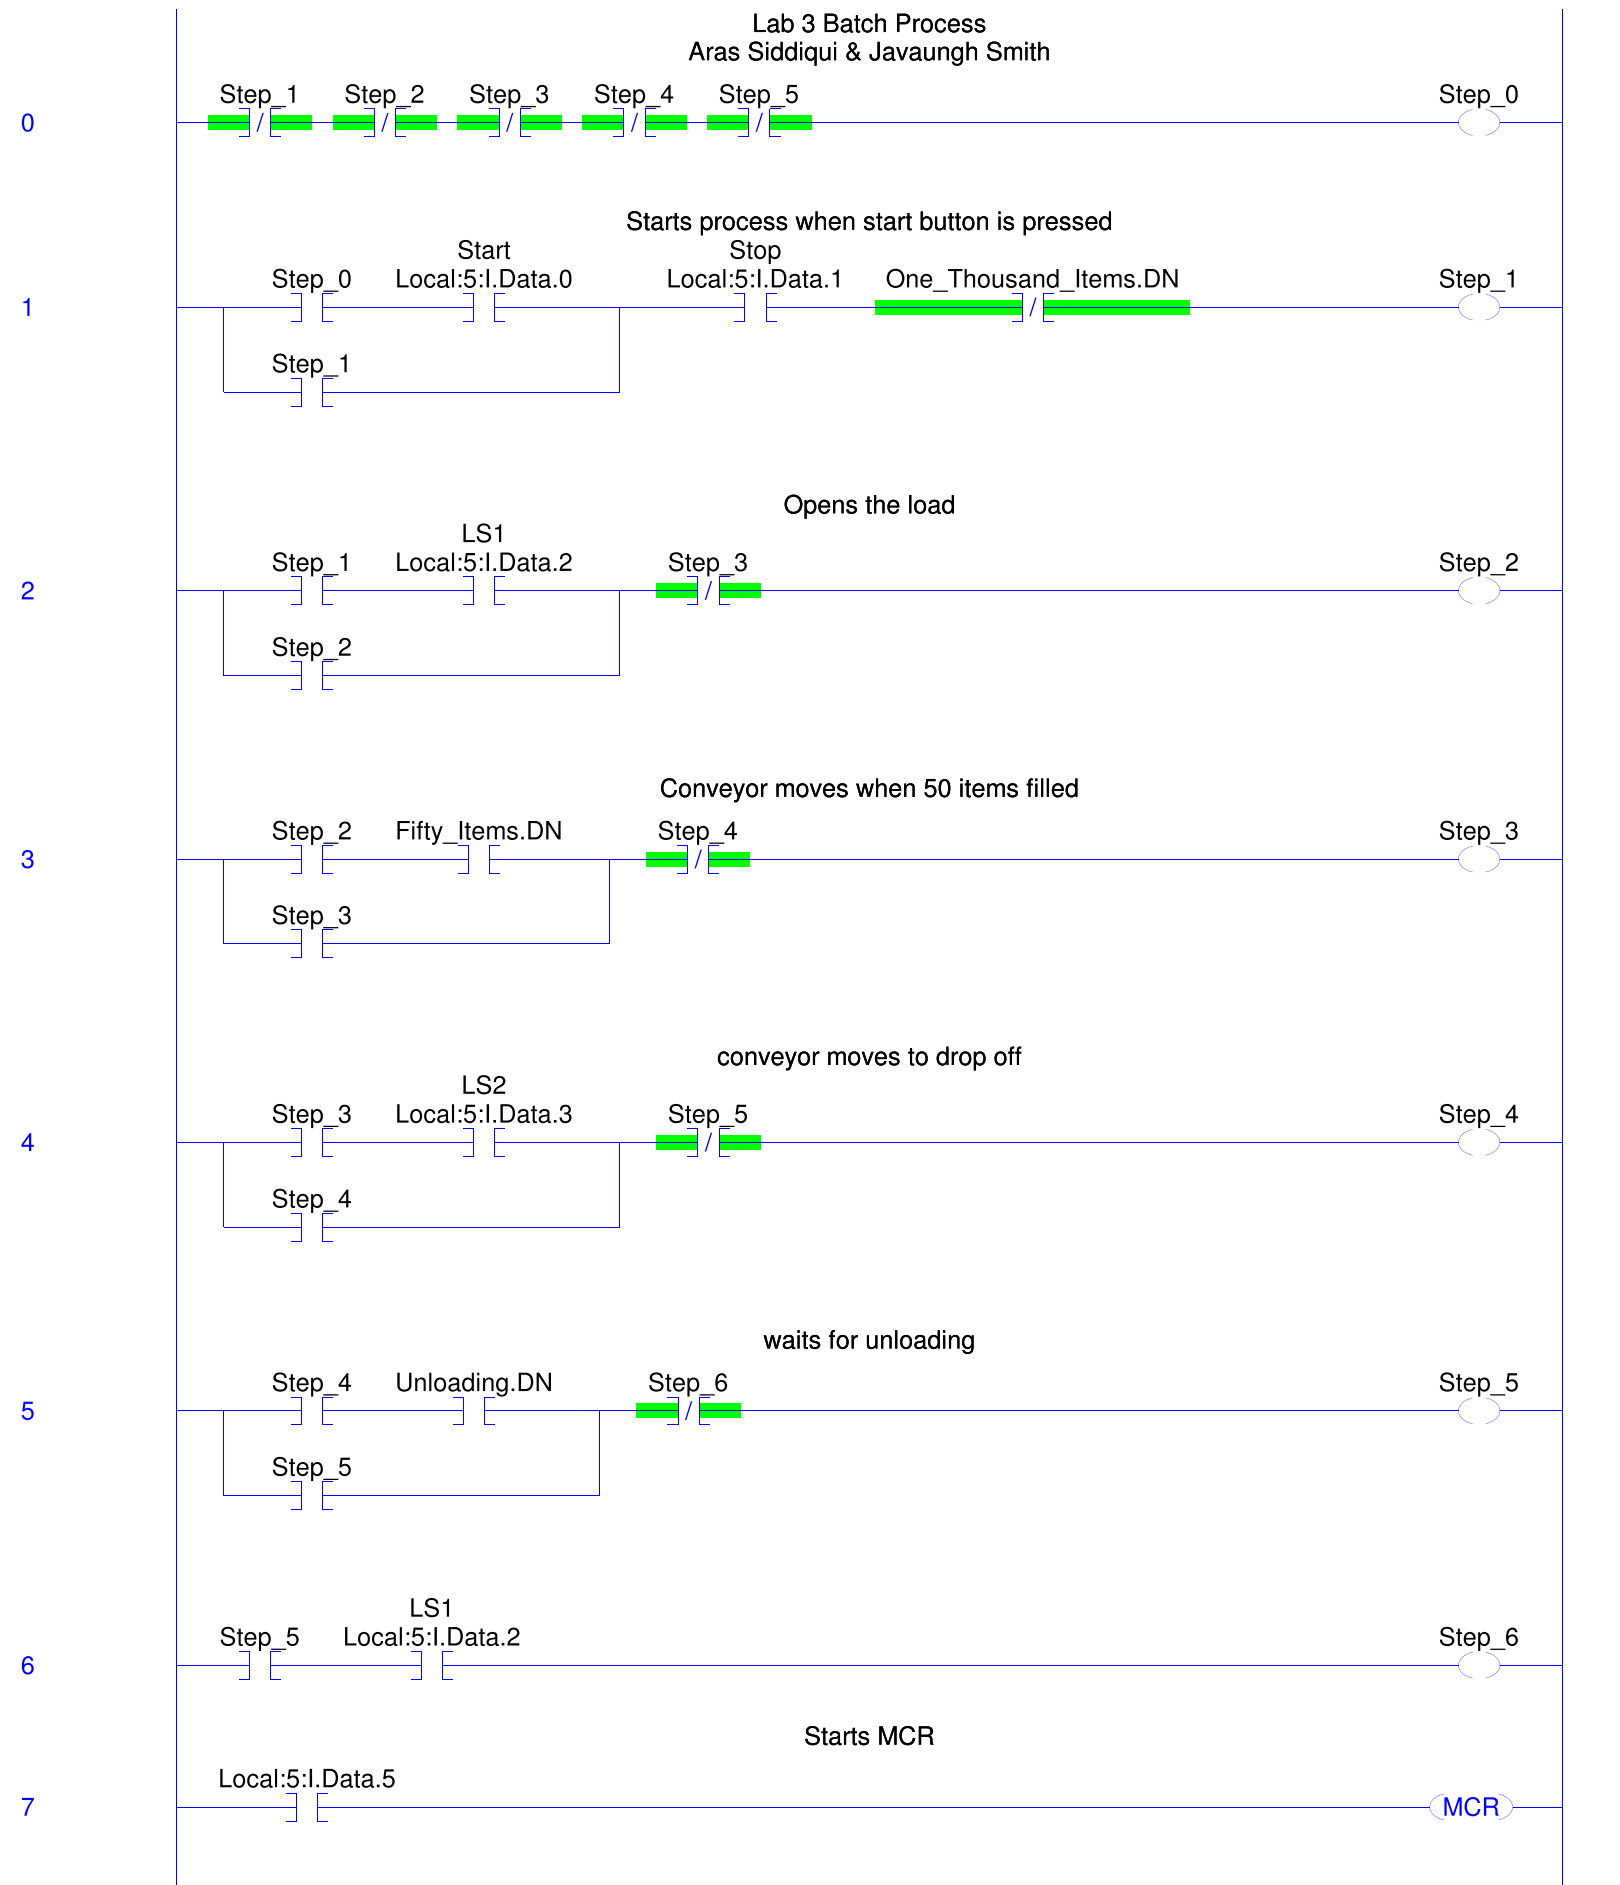 Lab 3 Batch Process
Aras Siddiqui & Javaungh Smith
Step_1 Step_2 Step_3 Step_4 Step_5 Step_0
0
Starts process when start button is pressed
Start Stop
Step_0 Local:5:I.Data.0 Local:5:I.Data.1 One_Thousand_Items.DN Step_1
1
Step_1
Opens the load
LS1
Step_1 Local:5:I.Data.2 Step_3 Step_2
2
Step_2
Conveyor moves when 50 items filled
Step_2 Fifty_Items.DN Step_4 Step_3
3
Step_3
conveyor moves to drop off
LS2
Step_3 Local:5:I.Data.3 Step_5 Step_4
4
Step_4
waits for unloading
Step_4 Unloading.DN Step_6 Step_5
5
Step_5
LS1
Step_5 Local:5:I.Data.2 Step_6
6
Starts MCR
Local:5:I.Data.5
7 MCR